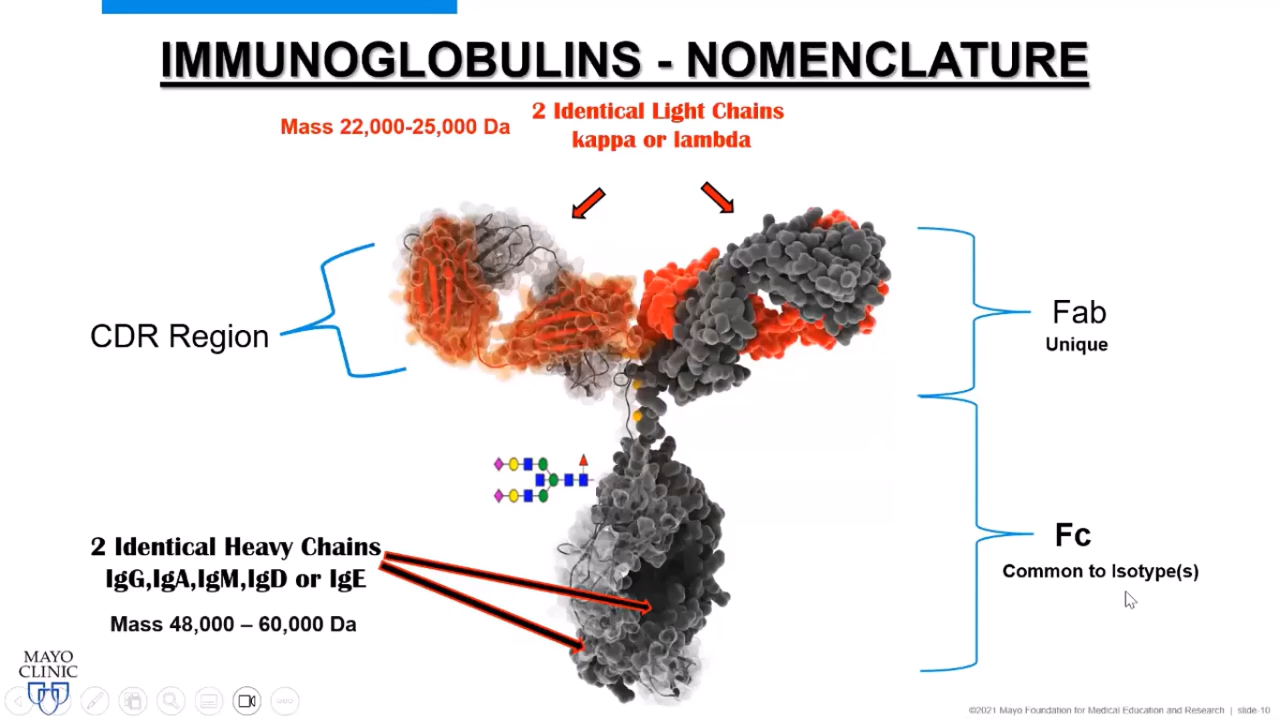 IMMUNOGLOBULINS - NOMENCLATURE
2 Identical Light Chains
kappa or lambda
Mass 22,000-25,000 Da
CDR Region
Fab
Unique
2 Identical Heavy Chains
IgG,IgA,IgM,IgD or IgE
Mass 48,000 – 60,000 Da
Fc
Common to Isotype(s)
MAYO
CLINIC
©2021 Mayo Foundation for Medical Education and Research | slide-10